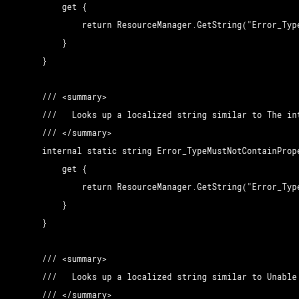 get {
return ResourceManager.GetString("Error_Type
}
}
/// <summary>
///   Looks up a localized string similar to The int
/// </summary>
internal static string Error_TypeMustNotContainPrope
get {
return ResourceManager.GetString("Error_Type
}
}
/// <summary>
///   Looks up a localized string similar to Unable
/// </summary>